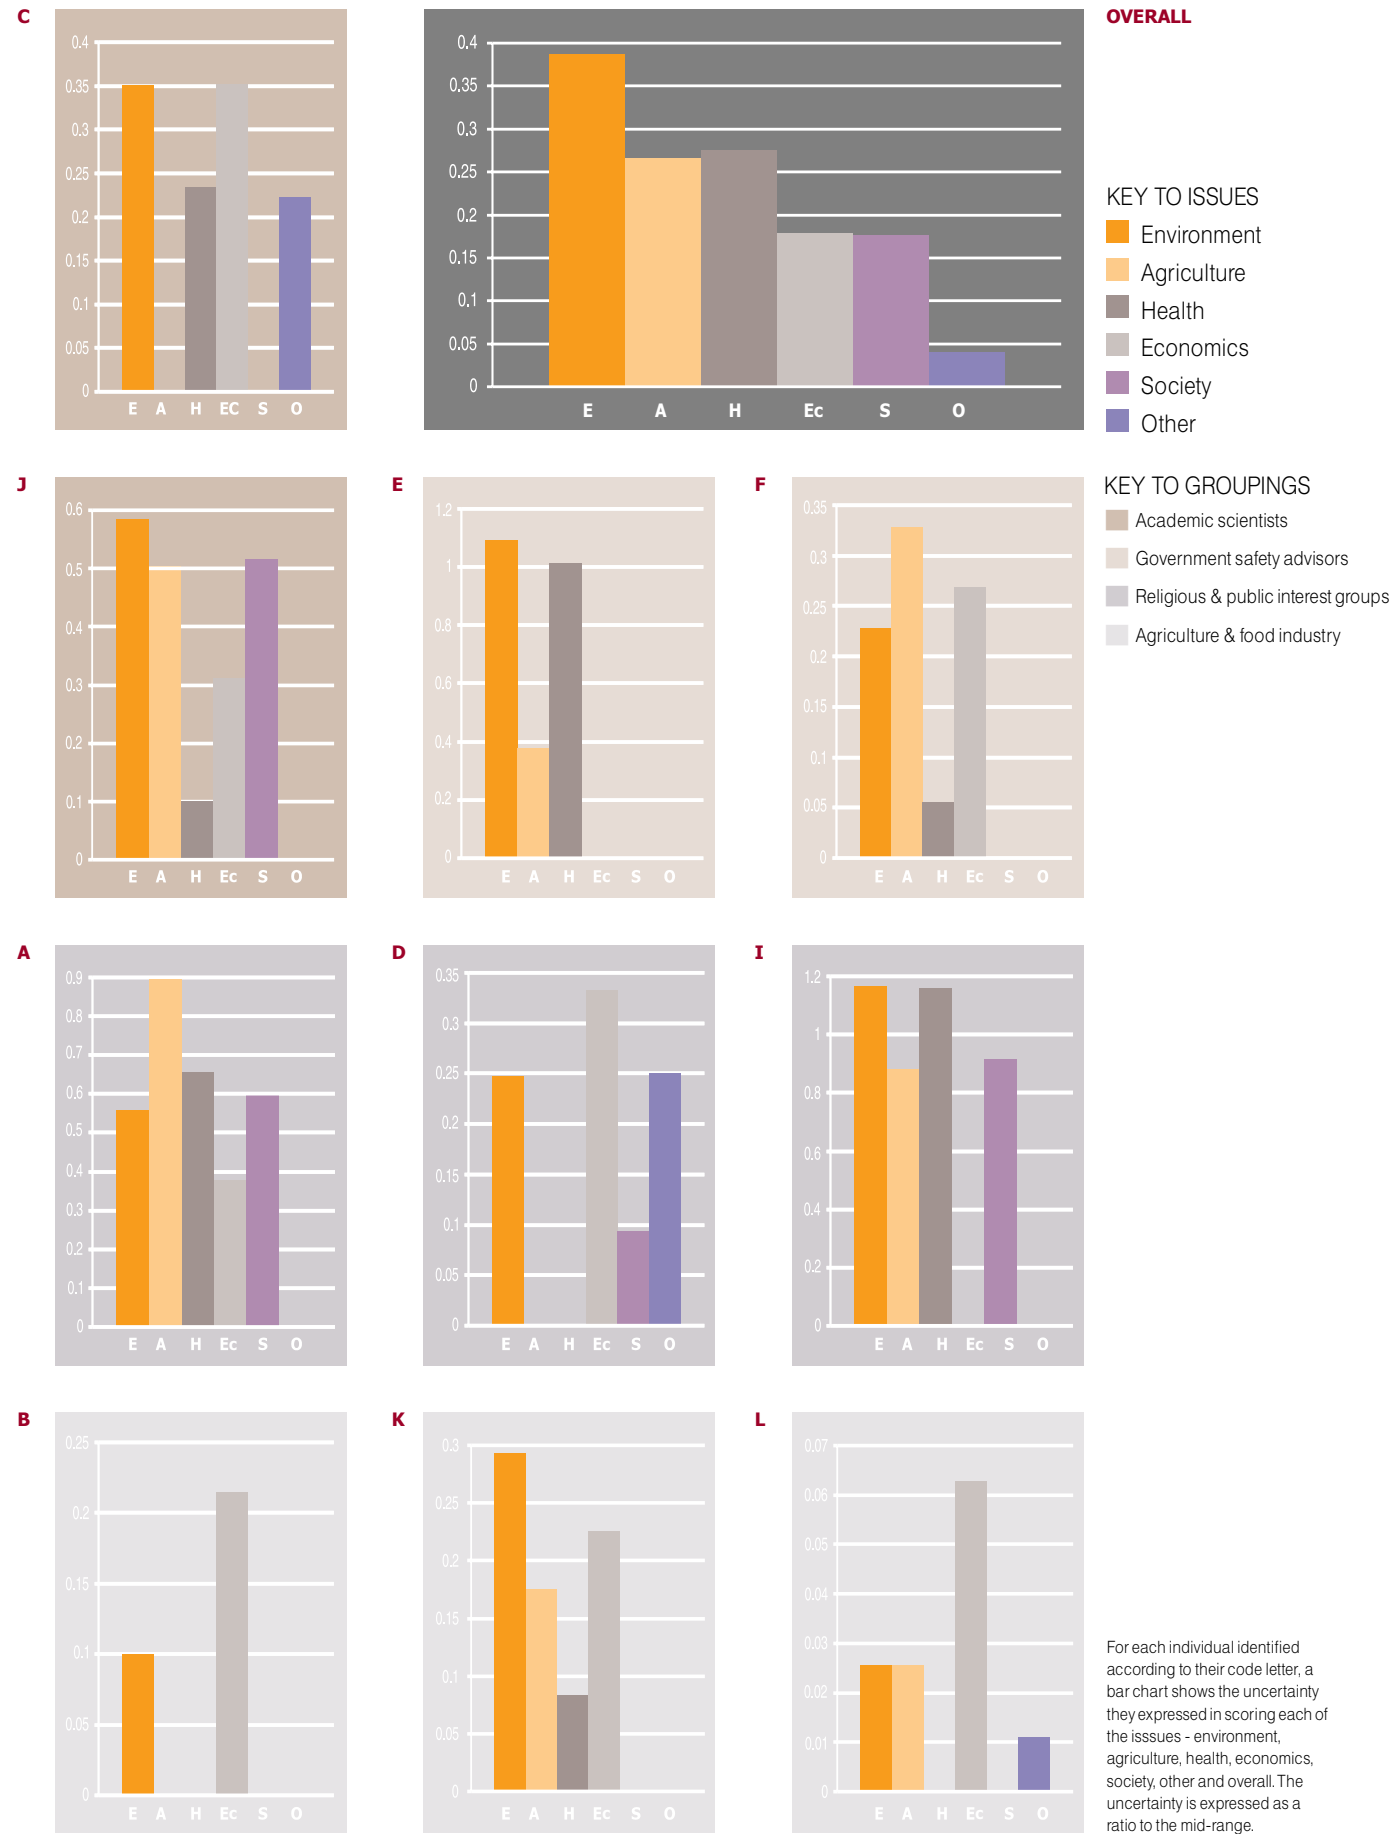 C
0.4
0.35
0.3
0.25
0.2
0.15
0.1
0.05
0
E A H EC S O
OVERALL
0.4
0.35
0.3
0.25
0.2
0.15
0.1
0.05
0
E A H Ec S O
KEY TO ISSUES
Environment
Agriculture
Health
Economics
Society
Other
KEY TO GROUPINGS
Academic scientists
Government safety advisors
Religious & public interest groups
Agriculture & food industry
J
0.6
0.5
0.4
0.3
0.2
0.1
0
E A H Ec S O
E
1.2
1
0.8
0.6
0.4
0.2
0
E A H Ec S O
F
0.35
0.3
0.25
0.2
0.15
0.1
0.05
0
E A H Ec S O
A
0.9
0.8
0.7
0.6
0.5
0.4
0.3
0.2
0.1
0
E A H Ec S O
D
0.35
0.3
0.25
0.2
0.15
0.1
0.05
0
E A H Ec S O
I
1.2
1
0.8
0.6
0.4
0.2
0
E A H Ec S O
B
0.25
0.2
0.15
0.1
0.05
0
E A H Ec S O
K
0.3
0.25
0.2
0.15
0.1
0.05
0
E A H Ec S O
L
0.07
0.06
0.05
0.04
0.03
0.02
0.01
0
E A H Ec S O
For each individual identified
according to their code letter, a
bar chart shows the uncertainty
they expressed in scoring each of
the isssues - environment,
agriculture, health, economics,
society, other and overall. The
uncertainty is expressed as a
ratio to the mid-range.